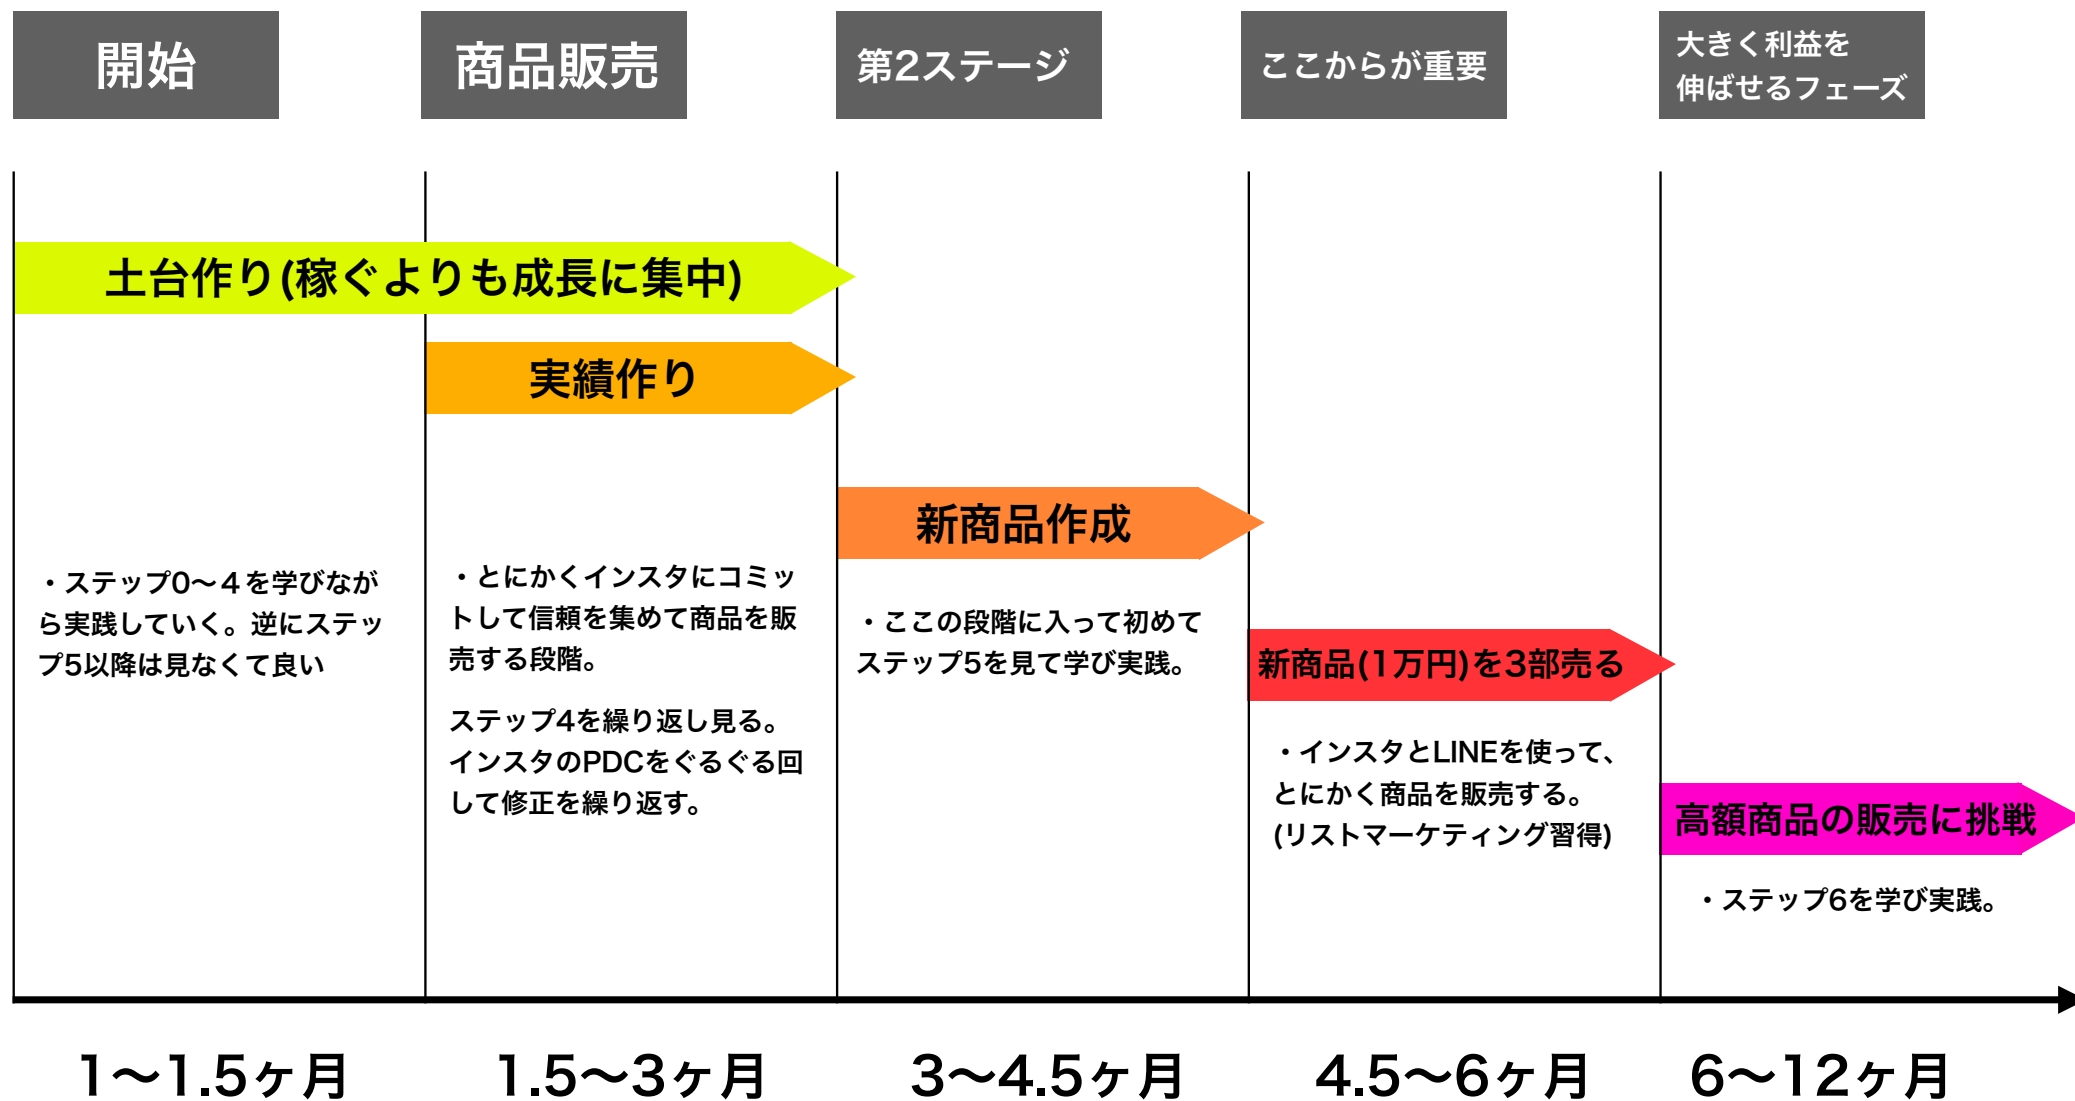 開始
商品販売
第2ステージ
ここからが重要
大きく利益を
伸ばせるフェーズ
土台作り(稼ぐよりも成長に集中)
実績作り
新商品作成
新商品(1万円)を3部売る
高額商品の販売に挑戦
・ステップ0〜４を学びなが
ら実践していく。逆にステッ
プ5以降は見なくて良い
・とにかくインスタにコミッ
トして信頼を集めて商品を販
売する段階。
ステップ4を繰り返し見る。
インスタのPDCをぐるぐる回
して修正を繰り返す。
・ここの段階に入って初めて
ステップ5を見て学び実践。
・インスタとLINEを使って、
とにかく商品を販売する。
(リストマーケティング習得)
・ステップ6を学び実践。
1〜1.5ヶ月
1.5〜3ヶ月
3〜4.5ヶ月
4.5〜6ヶ月
6〜12ヶ月